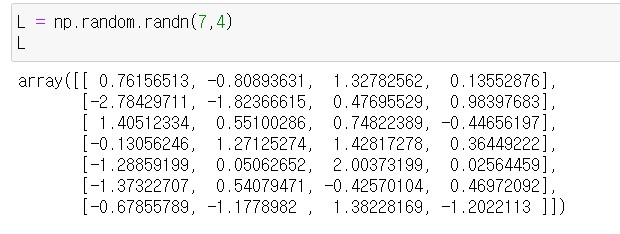 L = np.random.randn(7,4)
L
array([[ 0.76156513, -0.80893631,  1.32782562,  0.13552876],
       [-2.78429711, -1.82366615,  0.47695529,  0.98397683],
       [ 1.40512334,  0.55100286,  0.74822389, -0.44656197],
       [-0.13056246,  1.27125274,  1.42817278,  0.36449222],
       [-1.28859199,  0.05062652,  2.00373199,  0.02564459],
       [-1.37322707,  0.54079471, -0.42570104,  0.46972092],
       [-0.67855789, -1.1778982 ,  1.38228169, -1.2022113 ]])